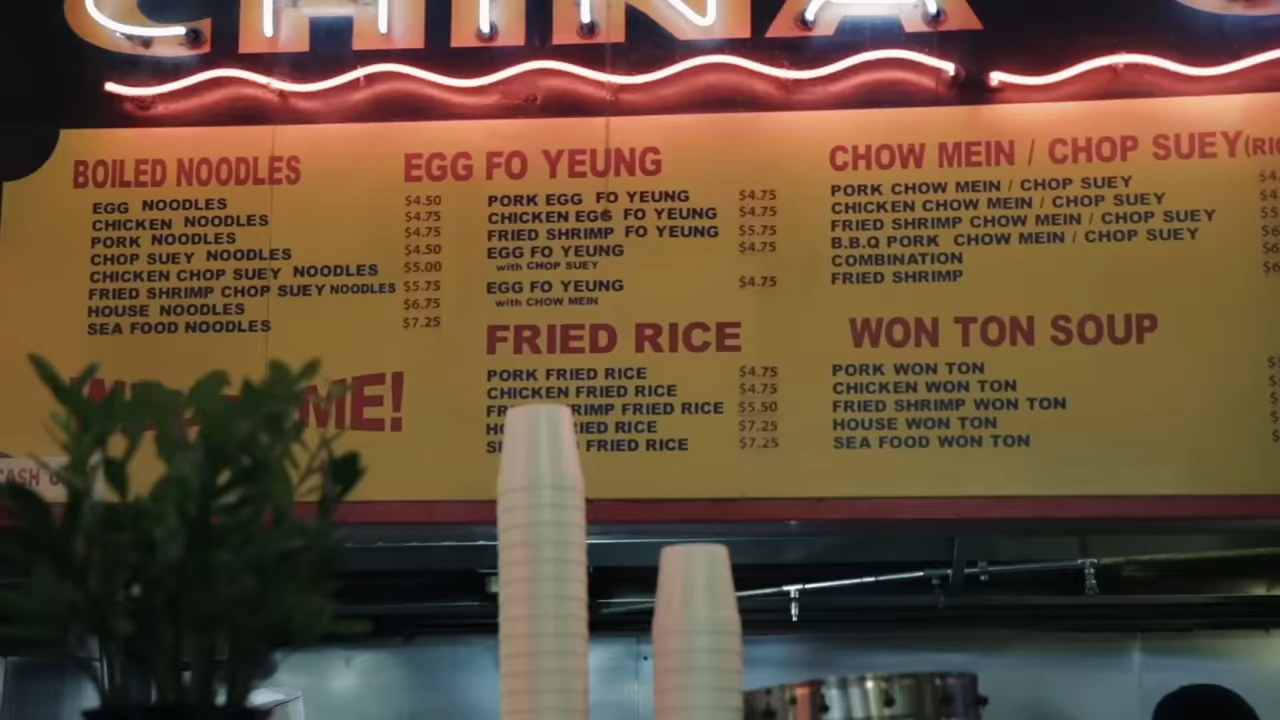 CHINA
BOILED NOODLES
EGG NOODLES $4.50
CHICKEN NOODLES $4.75
PORK NOODLES $4.75
CHOP SUEY NOODLES $4.50
CHICKEN CHOP SUEY NOODLES $5.00
FRIED SHRIMP CHOP SUEY NOODLES $5.75
HOUSE NOODLES $6.75
SEA FOOD NOODLES $7.25
ME!
CASH
EGG FO YEUNG
PORK EGG FO YEUNG $4.75
CHICKEN EGG FO YEUNG $4.75
FRIED SHRIMP FO YEUNG $5.75
EGG FO YEUNG $4.75
with CHOP SUEY
EGG FO YEUNG $4.75
with CHOW MEIN
FRIED RICE
PORK FRIED RICE $4.75
CHICKEN FRIED RICE $4.75
RIMP FRIED RICE $5.50
RIED RICE $7.25
FRIED RICE $7.25
CHOW MEIN / CHOP SUEY
PORK CHOW MEIN / CHOP SUEY
CHICKEN CHOW MEIN / CHOP SUEY
FRIED SHRIMP CHOW MEIN / CHOP SUEY
B.B.Q PORK CHOW MEIN / CHOP SUEY
COMBINATION
FRIED SHRIMP
WON TON SOUP
PORK WON TON
CHICKEN WON TON
FRIED SHRIMP WON TON
HOUSE WON TON
SEA FOOD WON TON